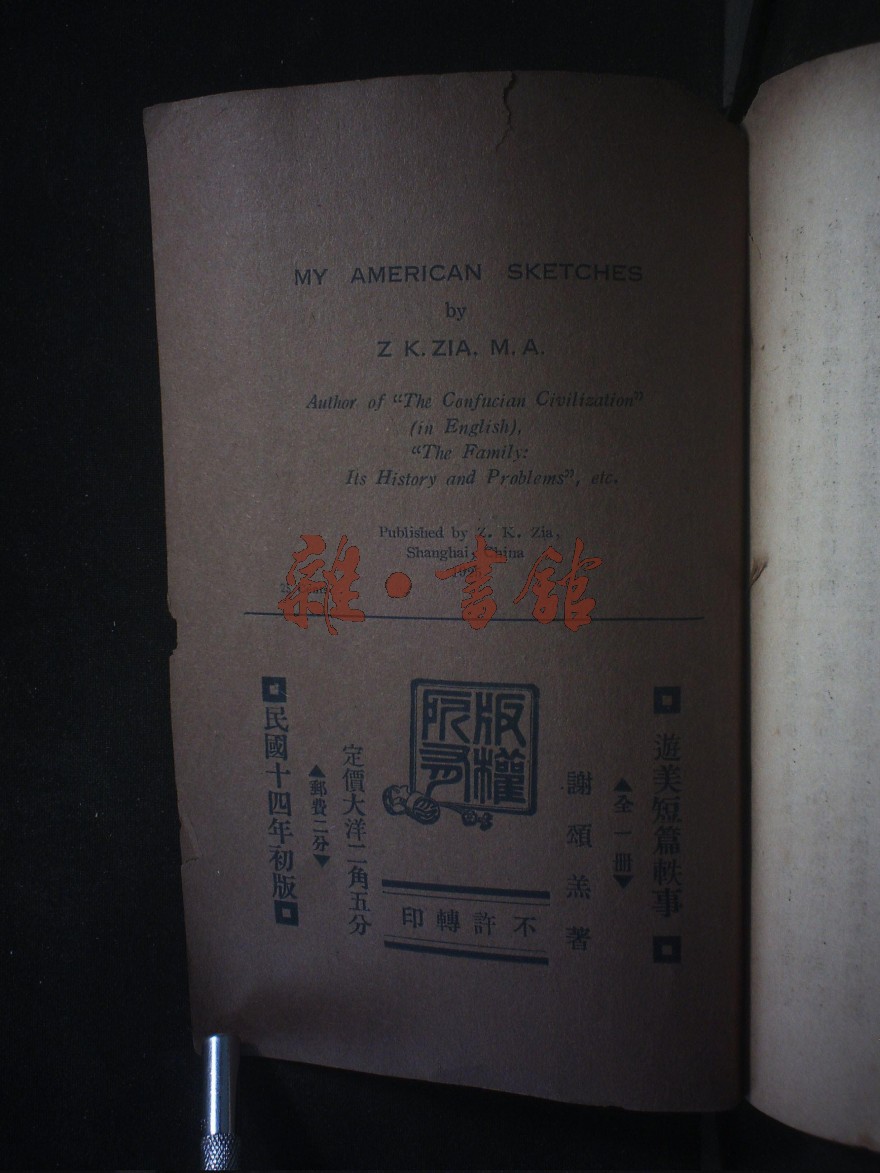 MY AMERICAN SKETCHES
by
Z K. ZIA. M. A.
Author of “The Confucian Civilization”
(in English),
“The Family:
Its History and Problems”, etc.
Published by Z. K. Zia,
Shanghai, China
雜·書館
遊美短篇軼事
▲全一冊▼
謝頌羔著
版權所有
不許轉印
定價大洋二角五分
▲郵費二分▼
民國十四年初版